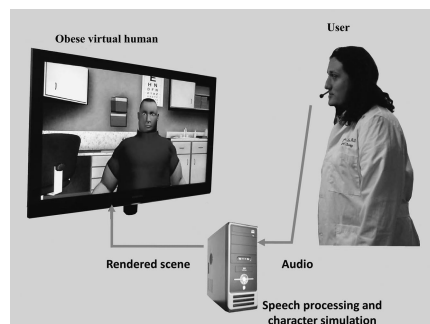 User
Obese virtual human
E
H N
Rendered scene
Audio
Speech processing and
character simulation